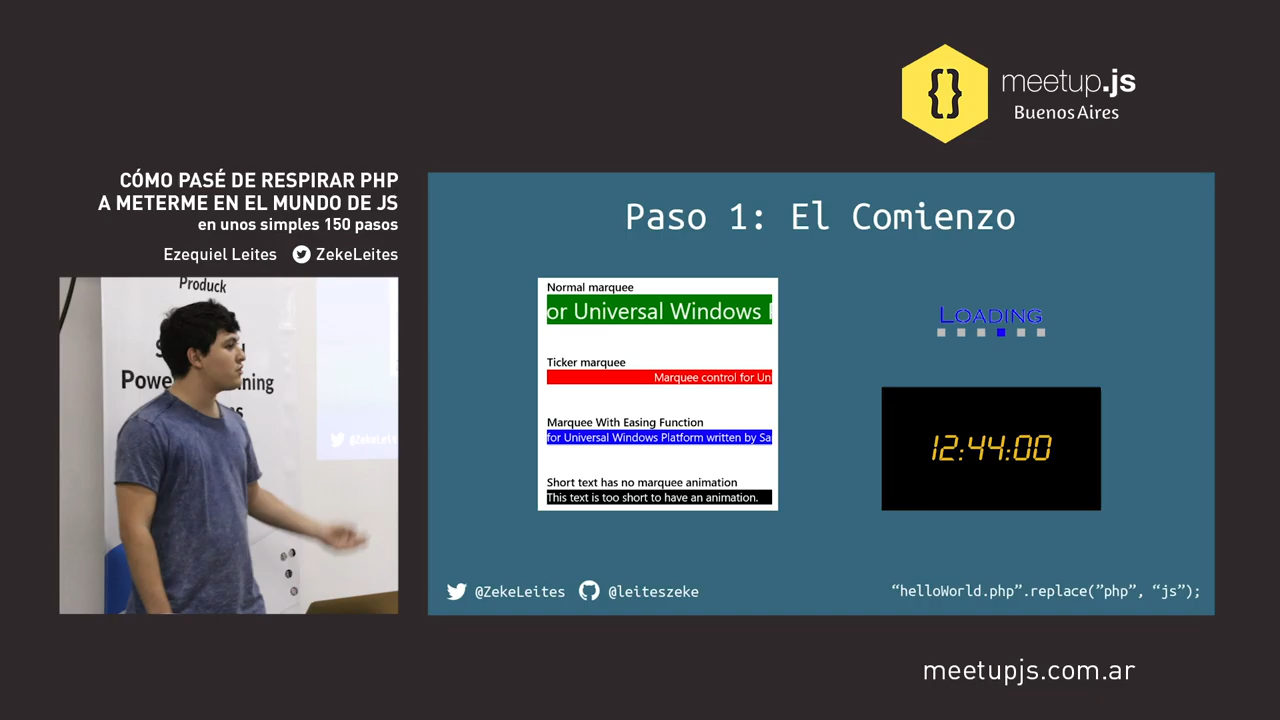 {} meetup.js
Buenos Aires
CÓMO PASÉ DE RESPIRAR PHP
A METERME EN EL MUNDO DE JS
en unos simples 150 pasos
Ezequiel Leites ZekeLeites
Produck
@ZekeLeit
Paso 1: El Comienzo
Normal marquee
or Universal Windows
Ticker marquee
Marquee control for Un
Marquee With Easing Function
for Universal Windows Platform written by Sa
Short text has no marquee animation
This text is too short to have an animation.
LOADING
12:44:00
@ZekeLeites @leiteszeke
“helloWorld.php”.replace(”php”, “js”);
meetupjs.com.ar